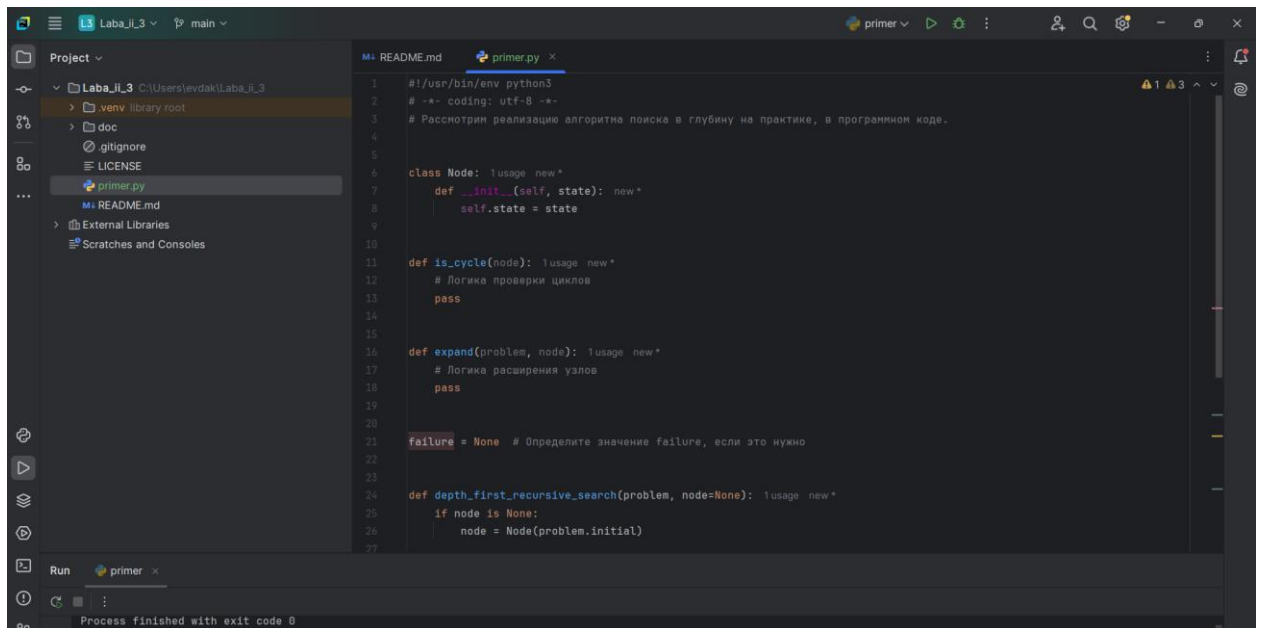 L3 Laba_ii_3 main primer
Project
README.md primer.py
Laba_ii_3 C:\Users\evdak\Laba_ii_3
.venv library root
doc
.gitignore
LICENSE
primer.py
README.md
External Libraries
Scratches and Consoles
1 #!/usr/bin/env python3
2 # -*- coding: utf-8 -*-
3 # Рассмотрим реализацию алгоритма поиска в глубину на практике, в программном коде.
4
5
6 class Node: 1 usage new *
7 def __init__(self, state): new *
8 self.state = state
9
10
11 def is_cycle(node): 1 usage new *
12 # Логика проверки циклов
13 pass
14
15
16 def expand(problem, node): 1 usage new *
17 # Логика расширения узлов
18 pass
19
20
21 failure = None # Определите значение failure, если это нужно
22
23
24 def depth_first_recursive_search(problem, node=None): 1 usage new *
25 if node is None:
26 node = Node(problem.initial)
27
1 3
Run primer
Process finished with exit code 0